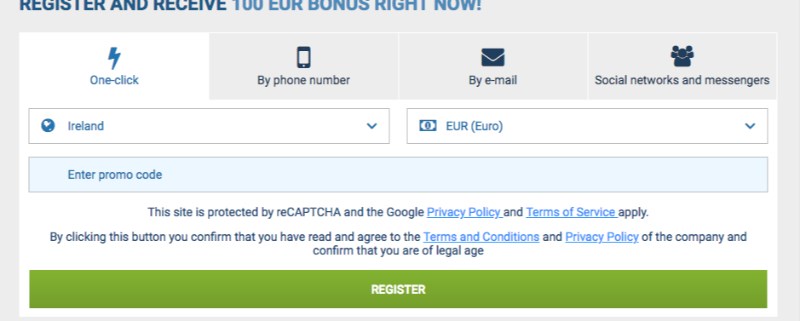 REGISTER AND RECEIVE 100 EUR BONUS RIGHT NOW!
One-click
By phone number
By e-mail
Social networks and messengers
Ireland
EUR (Euro)
Enter promo code
This site is protected by reCAPTCHA and the Google Privacy Policy and Terms of Service apply.
By clicking this button you confirm that you have read and agree to the Terms and Conditions and Privacy Policy of the company and
confirm that you are of legal age
REGISTER